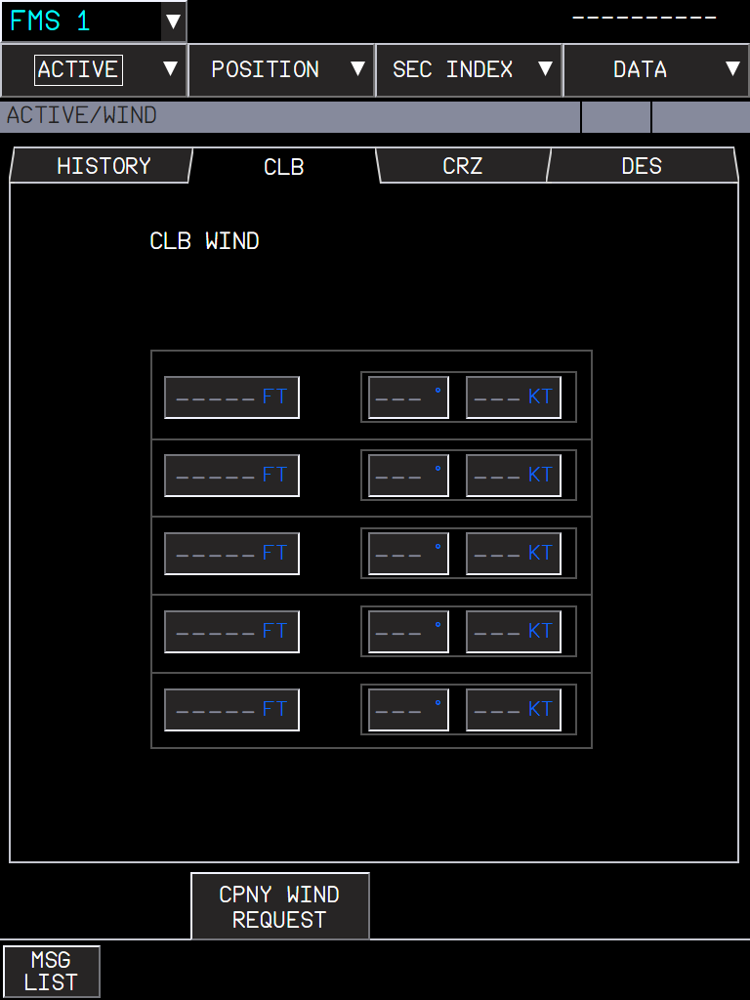 FMS 1 ▼ ----------
ACTIVE ▼ POSITION ▼ SEC INDEX ▼ DATA ▼
ACTIVE/WIND
HISTORY CLB CRZ DES
CLB WIND
-----FT ---° ---KT
-----FT ---° ---KT
-----FT ---° ---KT
-----FT ---° ---KT
-----FT ---° ---KT
CPNY WIND
REQUEST
MSG
LIST